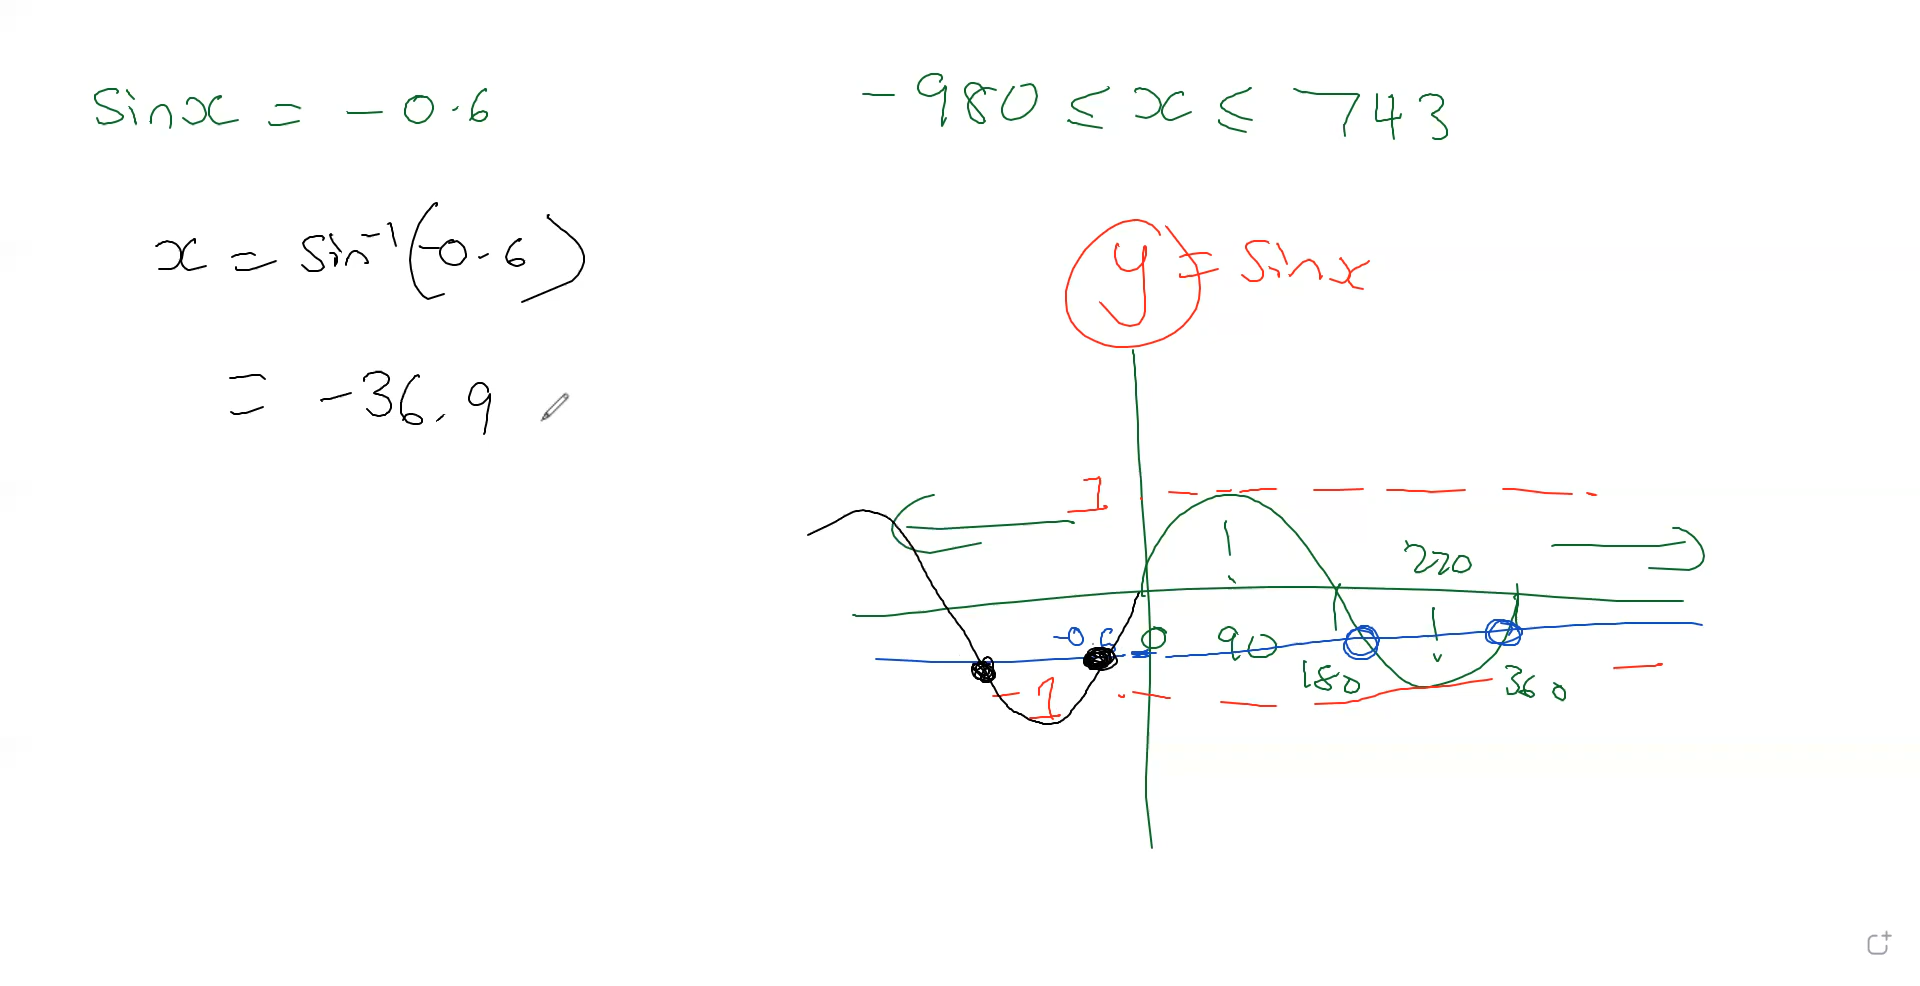 sinx = -0.6
-980 ≤ x ≤ 743
x = sin⁻¹(-0.6)
y = sinx
= -36.9
1
220
-0.6 = 0 90
180 360
-1